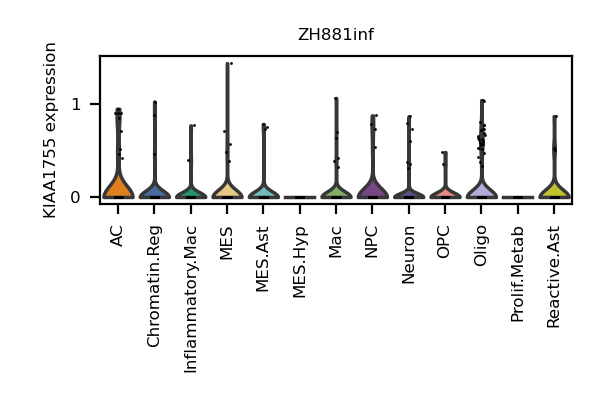 ZH881inf
KIAA1755 expression
1
0
AC
Chromatin.Reg
Inflammatory.Mac
MES
MES.Ast
MES.Hyp
Mac
NPC
Neuron
OPC
Oligo
Prolif.Metab
Reactive.Ast